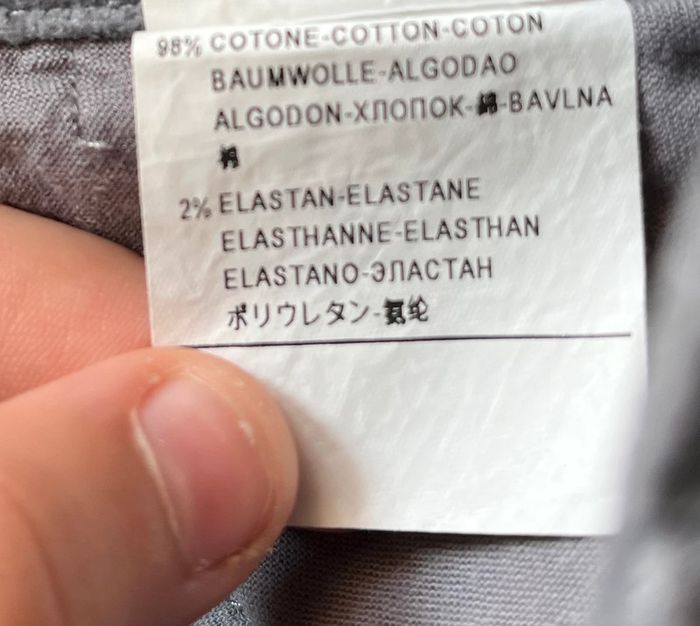 98% COTONE-COTTON-COTON
BAUMWOLLE-ALGODAO
ALGODON-ХЛОПОК-綿-BAVLNA
2% ELASTAN-ELASTANE
ELASTHANNE-ELASTHAN
ELASTANO-ЭЛАСТАН
ポリウレタン-氨纶